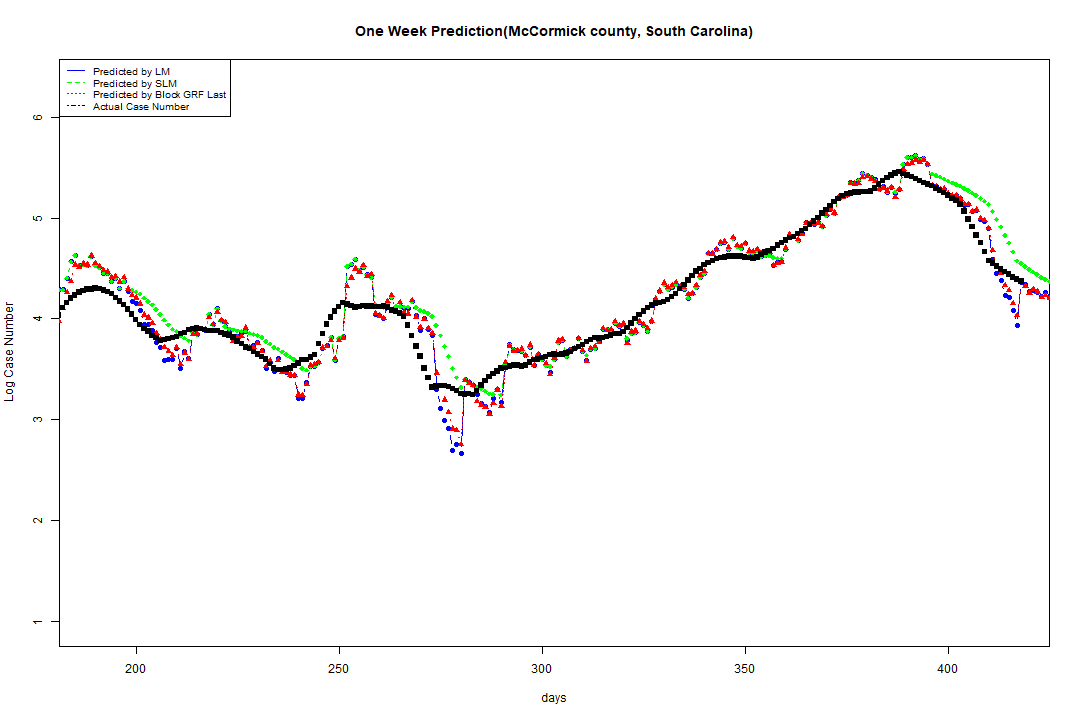 One Week Prediction(McCormick county, South Carolina)
Predicted by LM
Predicted by SLM
Predicted by Block GRF Last
Actual Case Number
6
5
4
3
2
1
Log Case Number
200 250 300 350 400
days